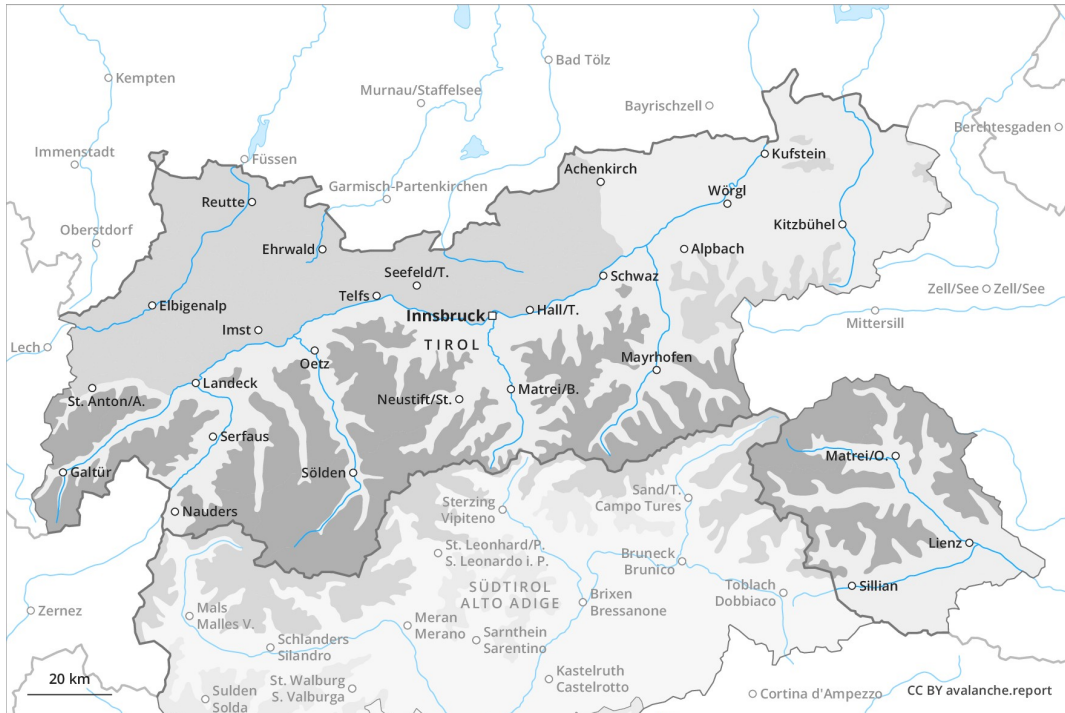 Kempten
Bad Tölz
Murnau/Staffelsee
Bayrischzell
Berchtesgaden
Immenstadt
Füssen
Kufstein
Achenkirch
Garmisch-Partenkirchen
Reutte
Wörgl
Oberstdorf
Kitzbühel
Ehrwald
Alpbach
Seefeld/T.
Schwaz
Zell/See
Zell/See
Elbigenalp
Telfs
Innsbruck
Hall/T.
Mittersill
Imst
Lech
TIROL
Oetz
Mayrhofen
Landeck
St. Anton/A.
Neustift/St.
Matrei/B.
Serfaus
Matrei/O.
Galtür
Sölden
Sand/T.
Campo Tures
Sterzing
Vipiteno
Nauders
Lienz
St. Leonhard/P.
S. Leonardo i. P.
Bruneck
Brunico
Sillian
SÜDTIROL
ALTO ADIGE
Brixen
Bressanone
Toblach
Dobbiaco
Zernez
Mals
Malles V.
Meran
Merano
Sarnthein
Sarentino
Schlanders
Silandro
Kastelruth
Castelrotto
20 km
St. Walburg
S. Valburga
Sulden
Solda
Cortina d'Ampezzo
CC BY avalanche.report